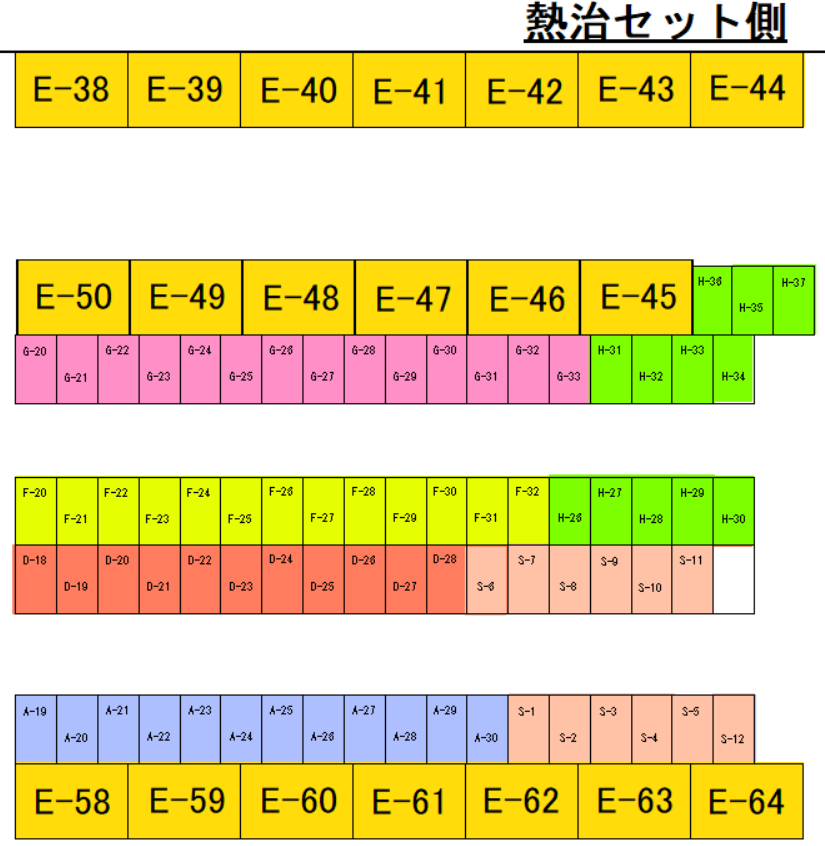 熱治セット側
E-38 E-39 E-40 E-41 E-42 E-43 E-44
E-50 E-49 E-48 E-47 E-46 E-45 H-36 H-35 H-37
G-20 G-21 G-22 G-23 G-24 G-25 G-26 G-27 G-28 G-29 G-30 G-31 G-32 G-33 H-31 H-32 H-33 H-34
F-20 F-21 F-22 F-23 F-24 F-25 F-26 F-27 F-28 F-29 F-30 F-31 F-32 H-26 H-27 H-28 H-29 H-30
D-18 D-19 D-20 D-21 D-22 D-23 D-24 D-25 D-26 D-27 D-28 S-6 S-7 S-8 S-9 S-10 S-11
A-19 A-20 A-21 A-22 A-23 A-24 A-25 A-26 A-27 A-28 A-29 A-30 S-1 S-2 S-3 S-4 S-5 S-12
E-58 E-59 E-60 E-61 E-62 E-63 E-64